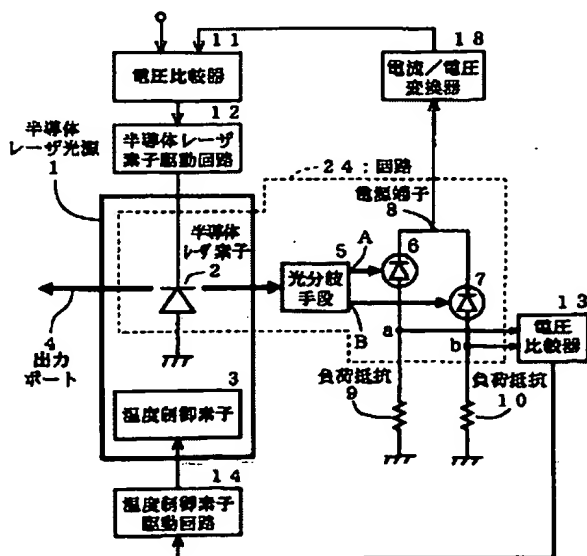 11
電圧比較器
18
電流/電圧
変換器
12
半導体レーザ
素子駆動回路
半導体
レーザ光源
1
24:回路
電源端子
8
半導体
レーザ素子
2
5
A
光分波
手段
B
6
7
a
b
13
電圧
比較器
4
出力
ポート
3
温度制御素子
負荷抵抗
9
負荷抵抗
10
14
温度制御素子
駆動回路